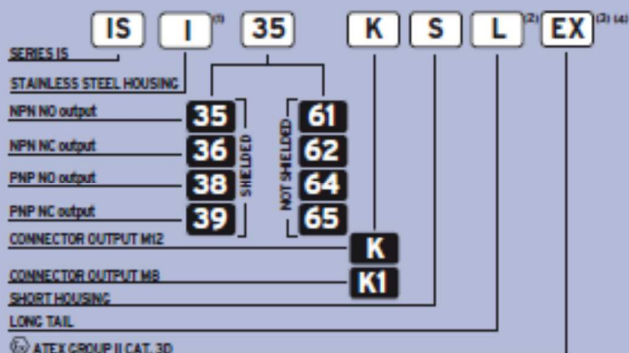 IS I (1) 35 K S L (2) EX (3) (4)
SERIES IS
STAINLESS STEEL HOUSING
NPN NO output 35 61
NPN NC output 36 62
PNP NO output 38 64
PNP NC output 39 65
SHIELDED
NOT SHIELDED
CONNECTOR OUTPUT M12 K
CONNECTOR OUTPUT M8 K1
SHORT HOUSING
LONG TAIL
Ex ATEX GROUP II CAT. 3D